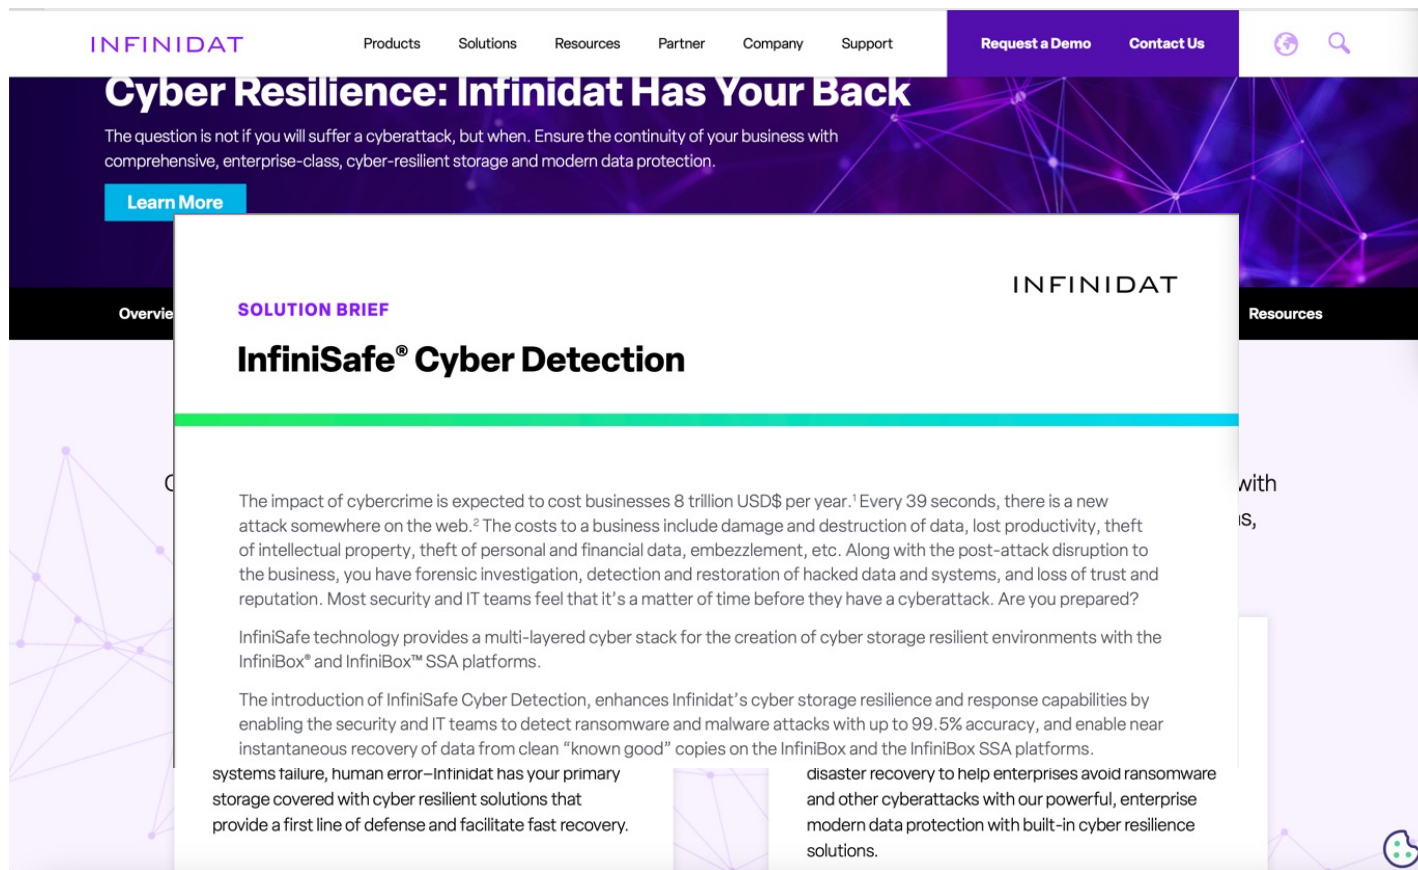 INFINIDAT
Products Solutions Resources Partner Company Support Request a Demo Contact Us
Cyber Resilience: Infinidat Has Your Back
The question is not if you will suffer a cyberattack, but when. Ensure the continuity of your business with
comprehensive, enterprise-class, cyber-resilient storage and modern data protection.
Learn More
Overvie
Resources
INFINIDAT
SOLUTION BRIEF
InfiniSafe® Cyber Detection
with
The impact of cybercrime is expected to cost businesses 8 trillion USD$ per year.¹ Every 39 seconds, there is a new
attack somewhere on the web.² The costs to a business include damage and destruction of data, lost productivity, theft
of intellectual property, theft of personal and financial data, embezzlement, etc. Along with the post-attack disruption to
the business, you have forensic investigation, detection and restoration of hacked data and systems, and loss of trust and
reputation. Most security and IT teams feel that it's a matter of time before they have a cyberattack. Are you prepared?
InfiniSafe technology provides a multi-layered cyber stack for the creation of cyber storage resilient environments with the
InfiniBox® and InfiniBox™ SSA platforms.
The introduction of InfiniSafe Cyber Detection, enhances Infinidat's cyber storage resilience and response capabilities by
enabling the security and IT teams to detect ransomware and malware attacks with up to 99.5% accuracy, and enable near
instantaneous recovery of data from clean “known good” copies on the InfiniBox and the InfiniBox SSA platforms.
systems failure, human error–Infinidat has your primary
storage covered with cyber resilient solutions that
provide a first line of defense and facilitate fast recovery.
disaster recovery to help enterprises avoid ransomware
and other cyberattacks with our powerful, enterprise
modern data protection with built-in cyber resilience
solutions.